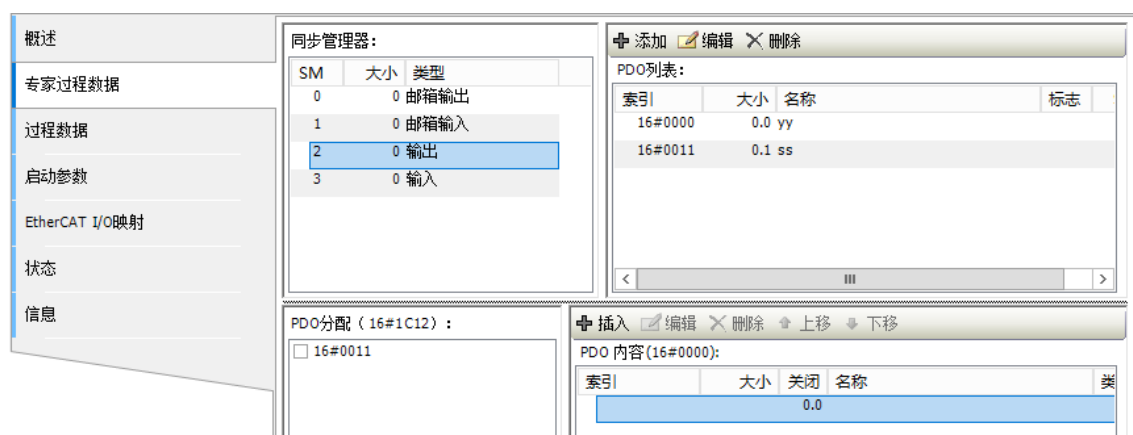 概述
专家过程数据
过程数据
启动参数
EtherCAT I/O映射
状态
信息
同步管理器:
SM 大小 类型
0 0 邮箱输出
1 0 邮箱输入
2 0 输出
3 0 输入
添加 编辑 删除
PDO列表:
索引 大小 名称 标志
16#0000 0.0 yy
16#0011 0.1 ss
PDO分配(16#1C12):
16#0011
插入 编辑 删除 上移 下移
PDO 内容(16#0000):
索引 大小 关闭 名称 类
0.0